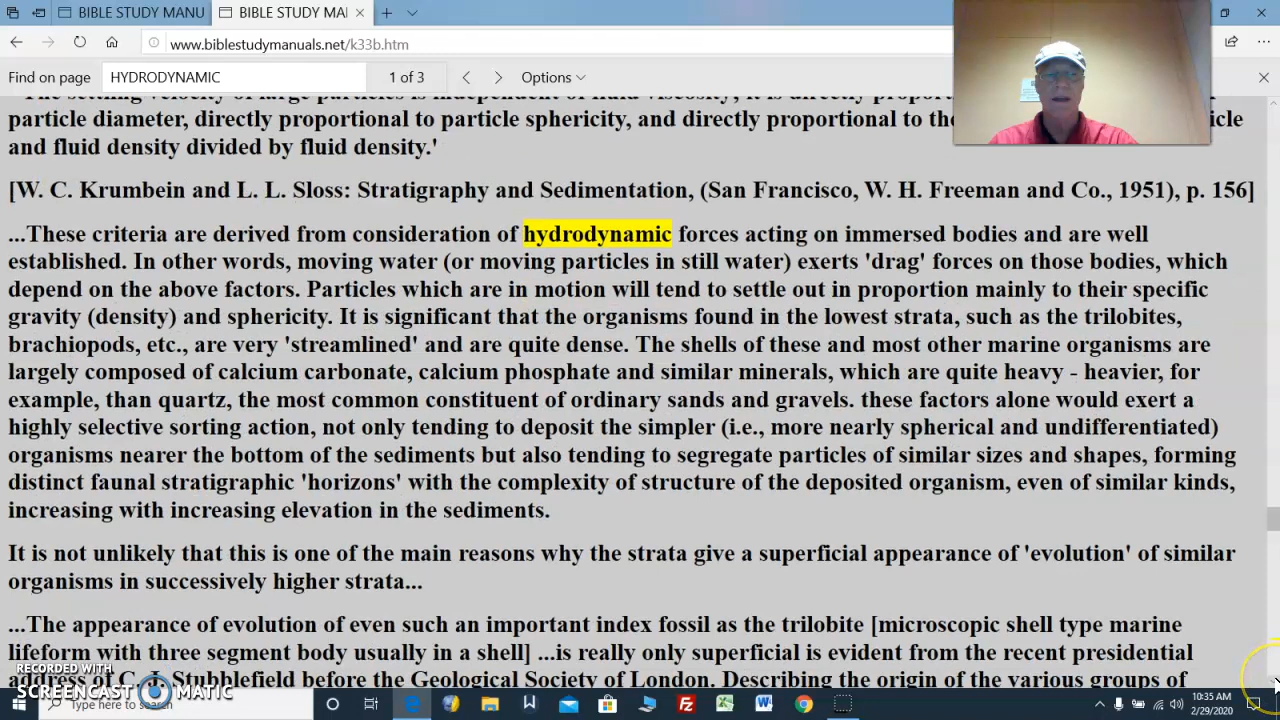 BIBLE STUDY MANU
BIBLE STUDY MAI
www.biblestudymanuals.net/k33b.htm
Find on page HYDRODYNAMIC 1 of 3 Options
particle diameter, directly proportional to particle sphericity, and directly proportional to the
and fluid density divided by fluid density.'
[W. C. Krumbein and L. L. Sloss: Stratigraphy and Sedimentation, (San Francisco, W. H. Freeman and Co., 1951), p. 156]
...These criteria are derived from consideration of hydrodynamic forces acting on immersed bodies and are well
established. In other words, moving water (or moving particles in still water) exerts 'drag' forces on those bodies, which
depend on the above factors. Particles which are in motion will tend to settle out in proportion mainly to their specific
gravity (density) and sphericity. It is significant that the organisms found in the lowest strata, such as the trilobites,
brachiopods, etc., are very 'streamlined' and are quite dense. The shells of these and most other marine organisms are
largely composed of calcium carbonate, calcium phosphate and similar minerals, which are quite heavy - heavier, for
example, than quartz, the most common constituent of ordinary sands and gravels. these factors alone would exert a
highly selective sorting action, not only tending to deposit the simpler (i.e., more nearly spherical and undifferentiated)
organisms nearer the bottom of the sediments but also tending to segregate particles of similar sizes and shapes, forming
distinct faunal stratigraphic 'horizons' with the complexity of structure of the deposited organism, even of similar kinds,
increasing with increasing elevation in the sediments.
It is not unlikely that this is one of the main reasons why the strata give a superficial appearance of 'evolution' of similar
organisms in successively higher strata...
...The appearance of evolution of even such an important index fossil as the trilobite [microscopic shell type marine
lifeform with three segment body usually in a shell] ...is really only superficial is evident from the recent presidential
address of C. J. Stubblefield before the Geological Society of London. Describing the origin of the various groups of
RECORDED WITH
SCREENCAST MATIC
Type here to search
10:35 AM
2/29/2020